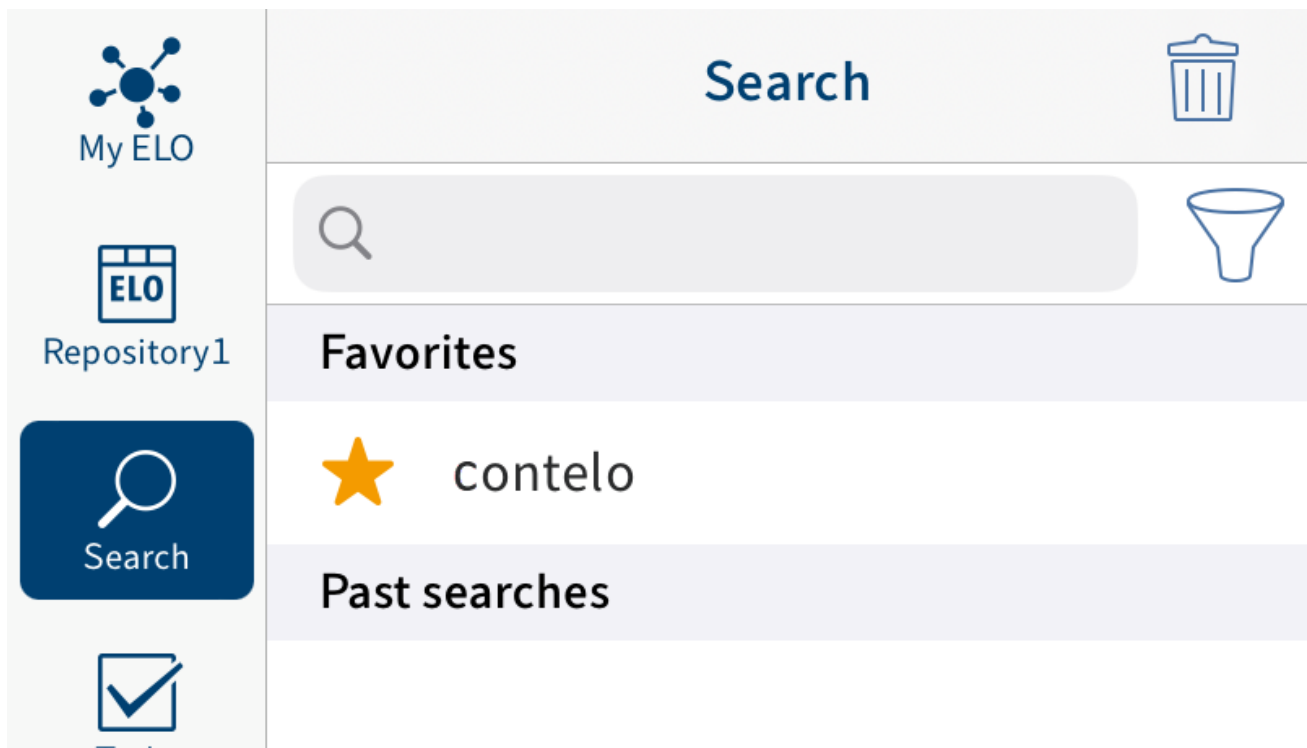 My ELO
ELO
Repository1
Search
Search
Favorites
contelo
Past searches